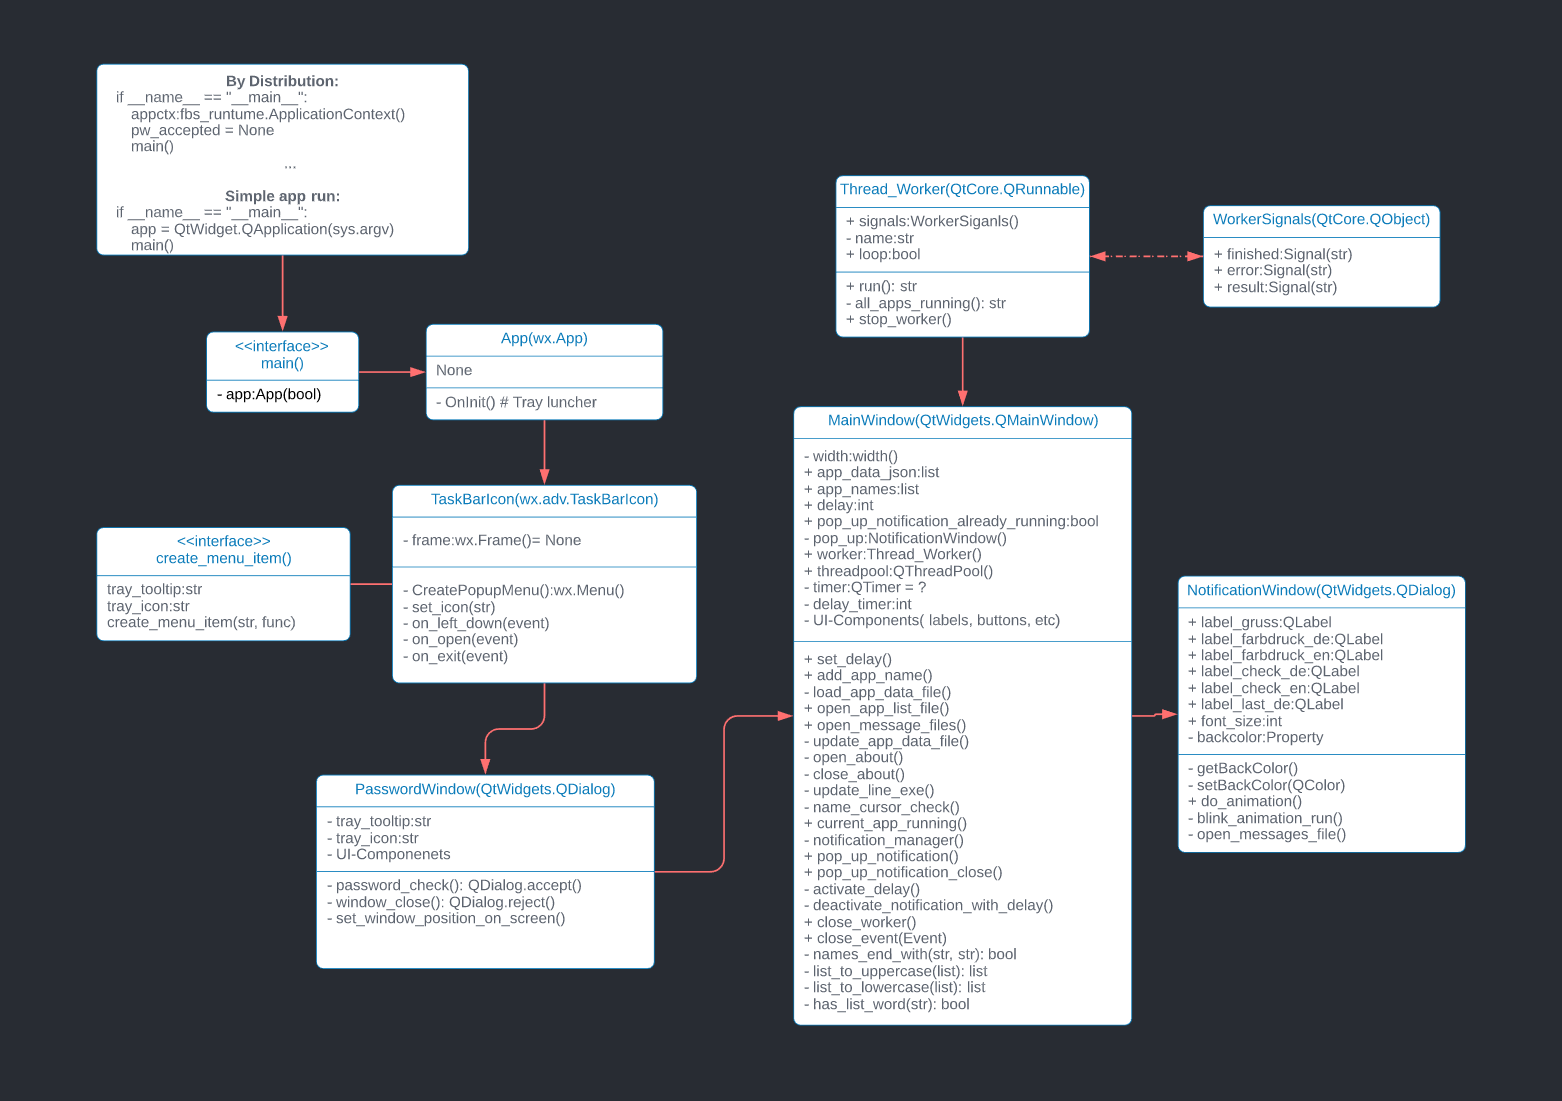 By Distribution:
if __name__ == "__main__":
appctx:fbs_runtume.ApplicationContext()
pw_accepted = None
main()
...
Simple app run:
if __name__ == "__main__":
app = QtWidget.QApplication(sys.argv)
main()
<<interface>>
main()
- app:App(bool)
App(wx.App)
None
- OnInit() # Tray luncher
TaskBarIcon(wx.adv.TaskBarIcon)
- frame:wx.Frame()= None
- CreatePopupMenu():wx.Menu()
- set_icon(str)
- on_left_down(event)
- on_open(event)
- on_exit(event)
<<interface>>
create_menu_item()
tray_tooltip:str
tray_icon:str
create_menu_item(str, func)
PasswordWindow(QtWidgets.QDialog)
- tray_tooltip:str
- tray_icon:str
- UI-Componenets
- password_check(): QDialog.accept()
- window_close(): QDialog.reject()
- set_window_position_on_screen()
Thread_Worker(QtCore.QRunnable)
+ signals:WorkerSiganls()
- name:str
+ loop:bool
+ run(): str
- all_apps_running(): str
+ stop_worker()
WorkerSignals(QtCore.QObject)
+ finished:Signal(str)
+ error:Signal(str)
+ result:Signal(str)
MainWindow(QtWidgets.QMainWindow)
- width:width()
+ app_data_json:list
+ app_names:list
+ delay:int
+ pop_up_notification_already_running:bool
- pop_up:NotificationWindow()
+ worker:Thread_Worker()
+ threadpool:QThreadPool()
- timer:QTimer = ?
- delay_timer:int
- UI-Components( labels, buttons, etc)
+ set_delay()
+ add_app_name()
- load_app_data_file()
+ open_app_list_file()
+ open_message_files()
- update_app_data_file()
- open_about()
- close_about()
- update_line_exe()
- name_cursor_check()
+ current_app_running()
- notification_manager()
+ pop_up_notification()
+ pop_up_notification_close()
- activate_delay()
- deactivate_notification_with_delay()
+ close_worker()
+ close_event(Event)
- names_end_with(str, str): bool
- list_to_uppercase(list): list
- list_to_lowercase(list): list
- has_list_word(str): bool
NotificationWindow(QtWidgets.QDialog)
+ label_gruss:QLabel
+ label_farbdruck_de:QLabel
+ label_farbdruck_en:QLabel
+ label_check_de:QLabel
+ label_check_en:QLabel
+ label_last_de:QLabel
+ font_size:int
- backcolor:Property
- getBackColor()
- setBackColor(QColor)
+ do_animation()
- blink_animation_run()
- open_messages_file()